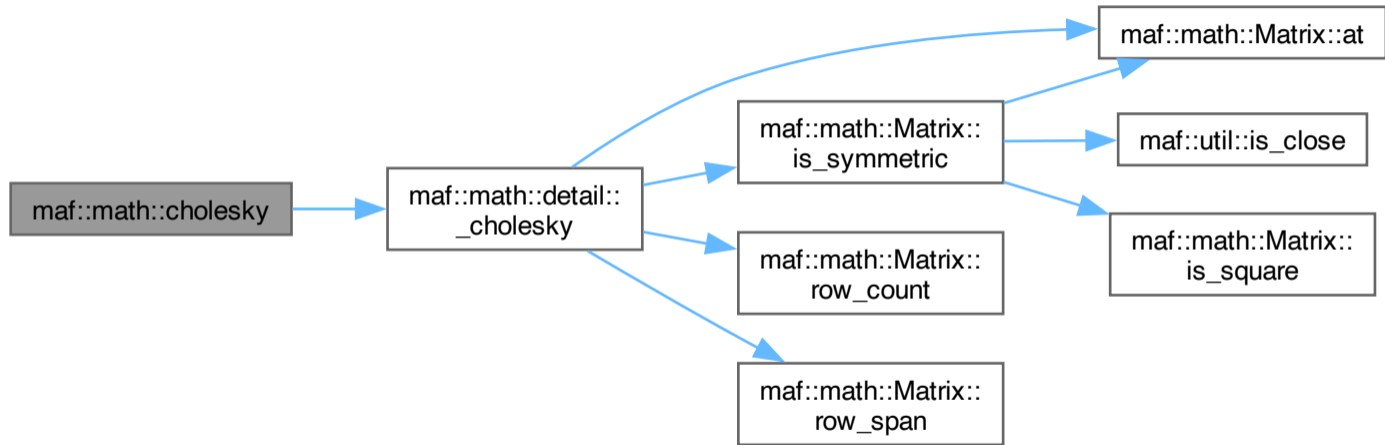 maf::math::cholesky
maf::math::detail::
_cholesky
maf::math::Matrix::at
maf::math::Matrix::
is_symmetric
maf::util::is_close
maf::math::Matrix::
is_square
maf::math::Matrix::
row_count
maf::math::Matrix::
row_span